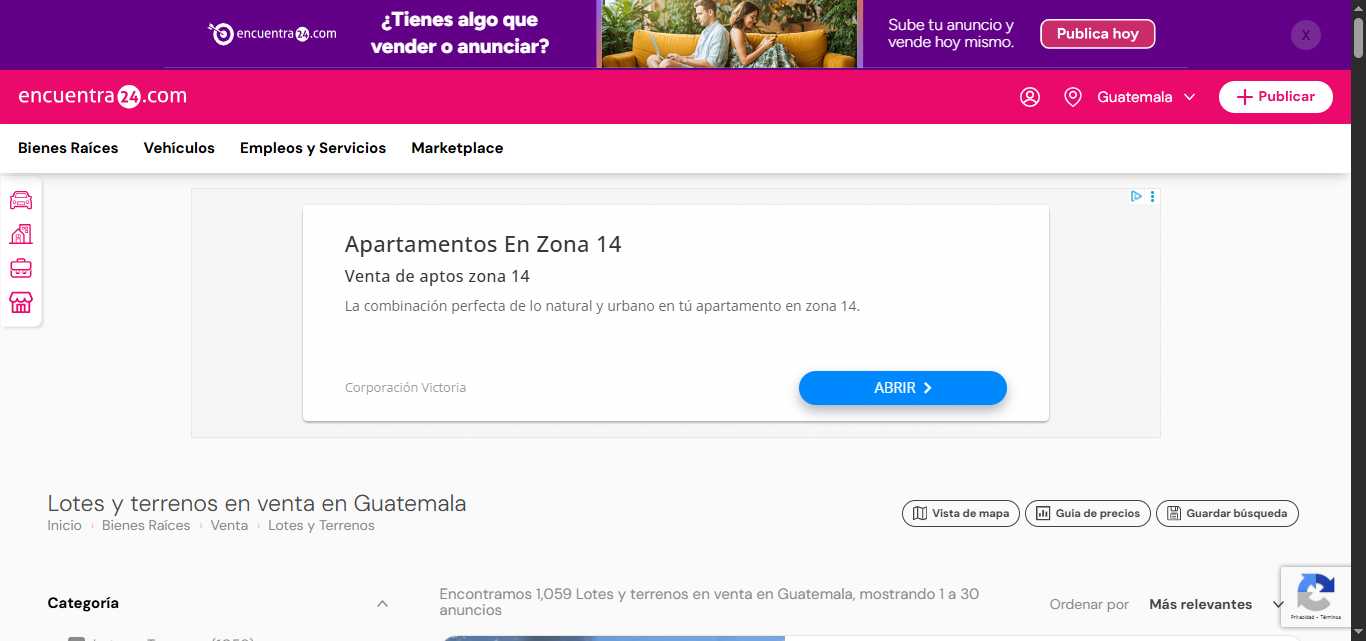 encuentra24.com
¿Tienes algo que
vender o anunciar?
Sube tu anuncio y
vende hoy mismo.
Publica hoy
X
encuentra24.com
Guatemala
Publicar
Bienes Raíces Vehículos Empleos y Servicios Marketplace
Apartamentos En Zona 14
Venta de aptos zona 14
La combinación perfecta de lo natural y urbano en tú apartamento en zona 14.
Corporación Victoria
ABRIR
Lotes y terrenos en venta en Guatemala
Inicio › Bienes Raíces › Venta › Lotes y Terrenos
Vista de mapa
Guia de precios
Guardar búsqueda
Categoría
Encontramos 1,059 Lotes y terrenos en venta en Guatemala, mostrando 1 a 30
anuncios
Ordenar por Más relevantes
Privacidad - Términos